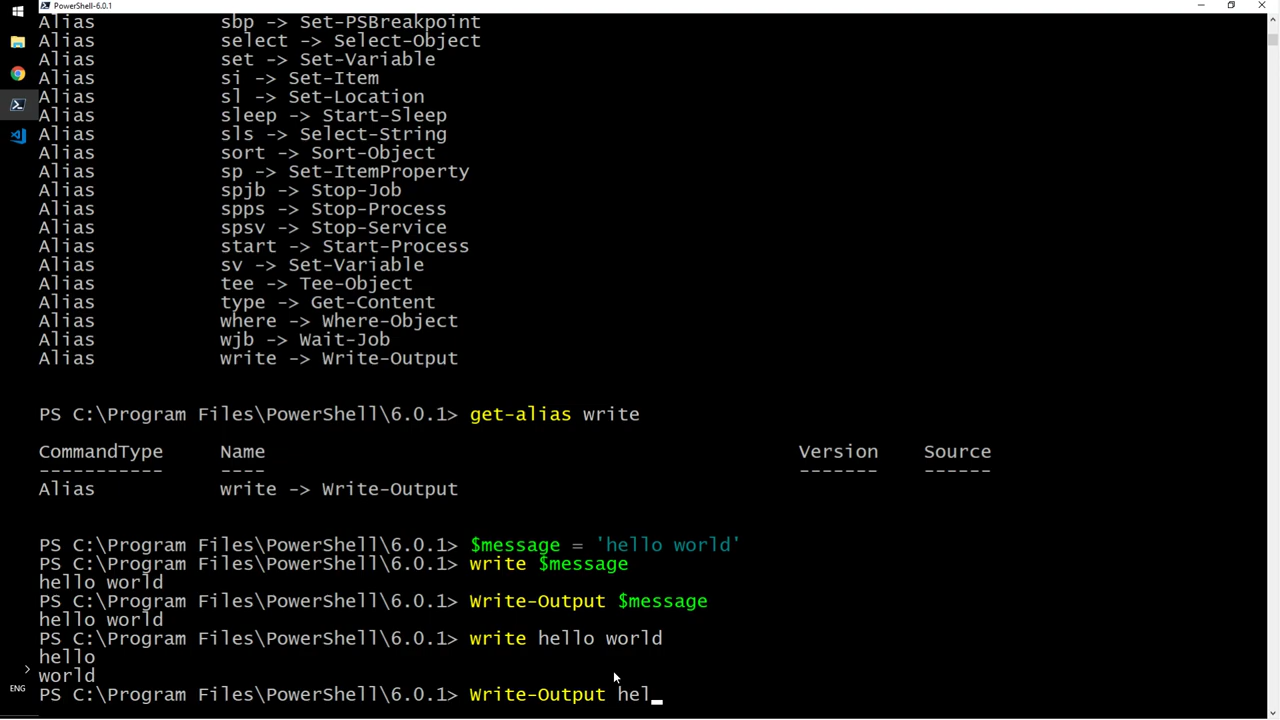 PowerShell-6.0.1
Alias sbp -> Set-PSBreakpoint
Alias select -> Select-Object
Alias set -> Set-Variable
Alias si -> Set-Item
Alias sl -> Set-Location
Alias sleep -> Start-Sleep
Alias sls -> Select-String
Alias sort -> Sort-Object
Alias sp -> Set-ItemProperty
Alias spjb -> Stop-Job
Alias spps -> Stop-Process
Alias spsv -> Stop-Service
Alias start -> Start-Process
Alias sv -> Set-Variable
Alias tee -> Tee-Object
Alias type -> Get-Content
Alias where -> Where-Object
Alias wjb -> Wait-Job
Alias write -> Write-Output
PS C:\Program Files\PowerShell\6.0.1> get-alias write
CommandType Name Version Source
----------- ---- ------- ------
Alias write -> Write-Output
PS C:\Program Files\PowerShell\6.0.1> $message = 'hello world'
PS C:\Program Files\PowerShell\6.0.1> write $message
hello world
PS C:\Program Files\PowerShell\6.0.1> Write-Output $message
hello world
PS C:\Program Files\PowerShell\6.0.1> write hello world
hello
world
PS C:\Program Files\PowerShell\6.0.1> Write-Output hel_
ENG